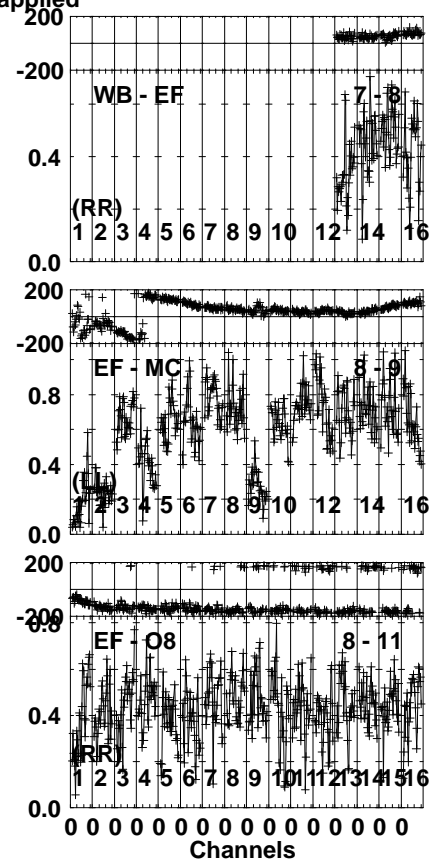 applied
200
-200
WB - EF 7 - 8
0.4
(RR)
1 2 3 4 5 6 7 8 9 10 12 14 16
0.0
200
-200
EF - MC 8 - 9
0.8
0.4
(LL)
1 2 3 4 5 6 7 8 9 10 12 14 16
0.0
200
-200
0.8
EF - O8 8 - 11
0.4
(RR)
1 2 3 4 5 6 7 8 9 10 11 12 13 14 15 16
0.0
0 0 0 0 0 0 0 0 0 0 0 0 0 0 0 0
Channels